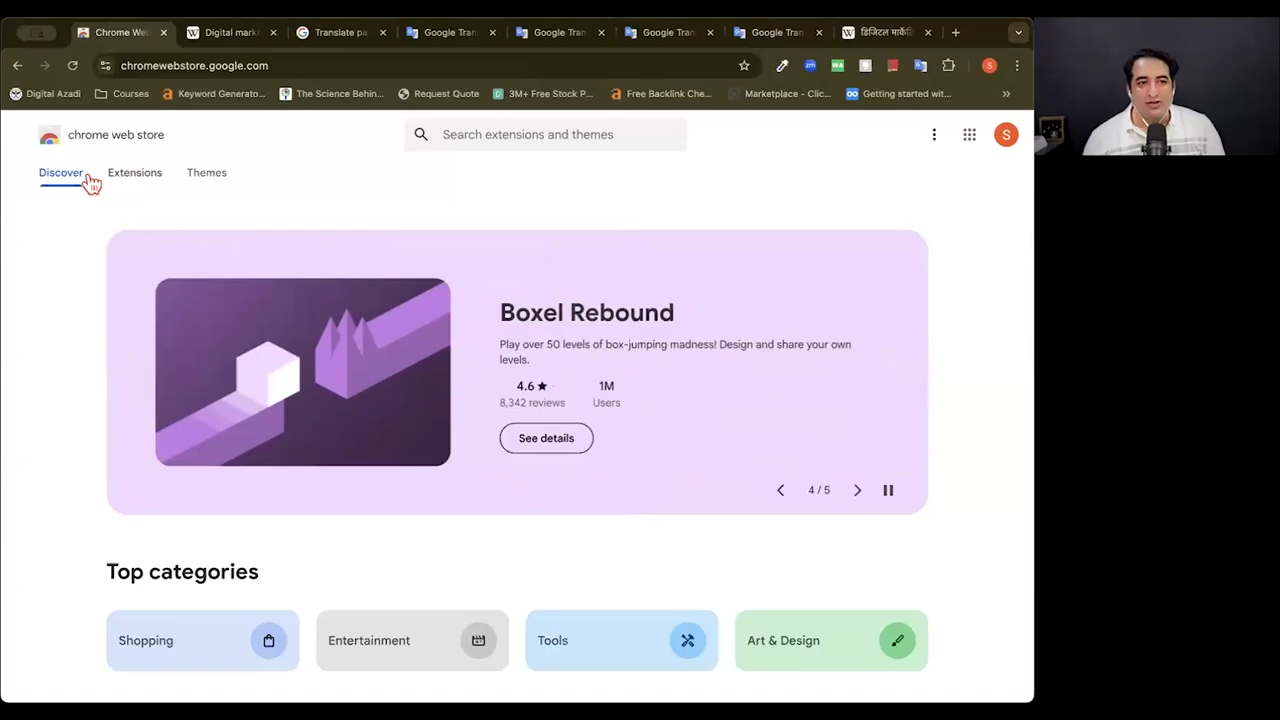 Chrome Web
Digital mark
Translate pa
Google Tran
Google Tran
Google Tran
Google Tran
डिजिटल मार्केटि
chromewebstore.google.com
Digital Azadi
Courses
Keyword Generato...
The Science Behin...
Request Quote
3M+ Free Stock P...
Free Backlink Che...
Marketplace - Clic...
Getting started wit...
chrome web store
Search extensions and themes
S
Discover
Extensions
Themes
Boxel Rebound
Play over 50 levels of box-jumping madness! Design and share your own
levels.
4.6 ★
1M
8,342 reviews
Users
See details
4 / 5
Top categories
Shopping
Entertainment
Tools
Art & Design